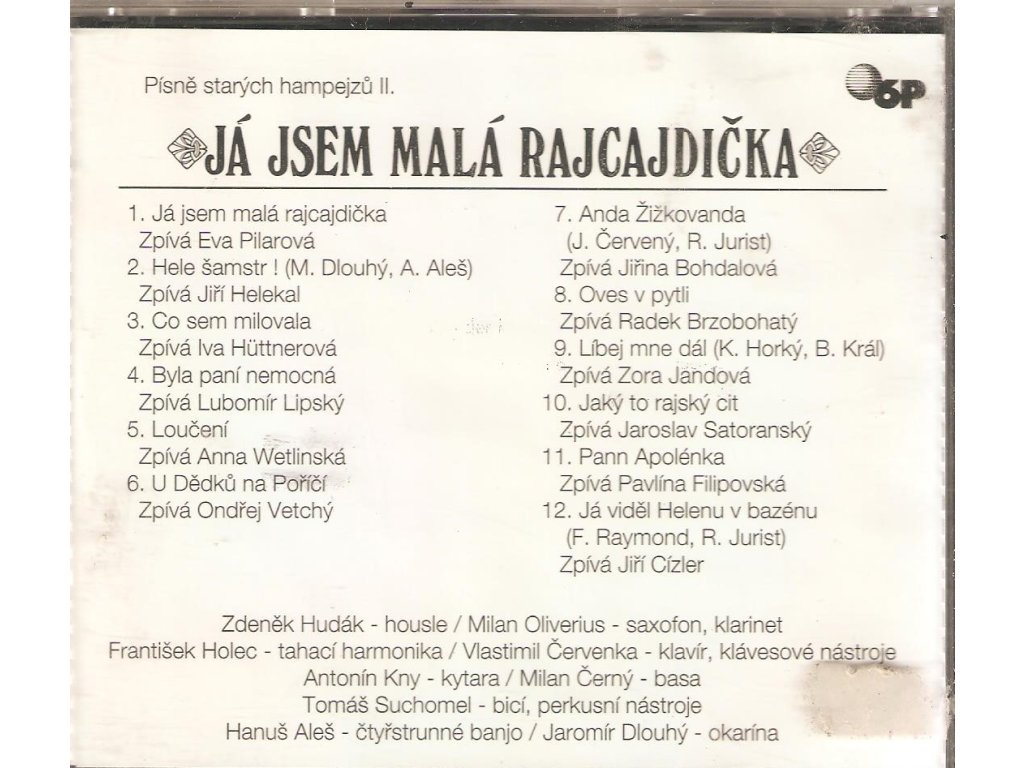 Písně starých hampejzů II.
6P
JÁ JSEM MALÁ RAJCAJDIČKA
1. Já jsem malá rajcajdička
Zpívá Eva Pilarová
2. Hele šamstr ! (M. Dlouhý, A. Aleš)
Zpívá Jiří Helekal
3. Co sem milovala
Zpívá Iva Hüttnerová
4. Byla paní nemocná
Zpívá Lubomír Lipský
5. Loučení
Zpívá Anna Wetlinská
6. U Dědků na Poříčí
Zpívá Ondřej Vetchý
7. Anda Žižkovanda
(J. Červený, R. Jurist)
Zpívá Jiřina Bohdalová
8. Oves v pytli
Zpívá Radek Brzobohatý
9. Líbej mne dál (K. Horký, B. Král)
Zpívá Zora Jandová
10. Jaký to rajský cit
Zpívá Jaroslav Satoranský
11. Pann Apolénka
Zpívá Pavlína Filipovská
12. Já viděl Helenu v bazénu
(F. Raymond, R. Jurist)
Zpívá Jiří Cízler
Zdeněk Hudák - housle / Milan Oliverius - saxofon, klarinet
František Holec - tahací harmonika / Vlastimil Červenka - klavír, klávesové nástroje
Antonín Kny - kytara / Milan Černý - basa
Tomáš Suchomel - bicí, perkusní nástroje
Hanuš Aleš - čtyřstrunné banjo / Jaromír Dlouhý - okarína